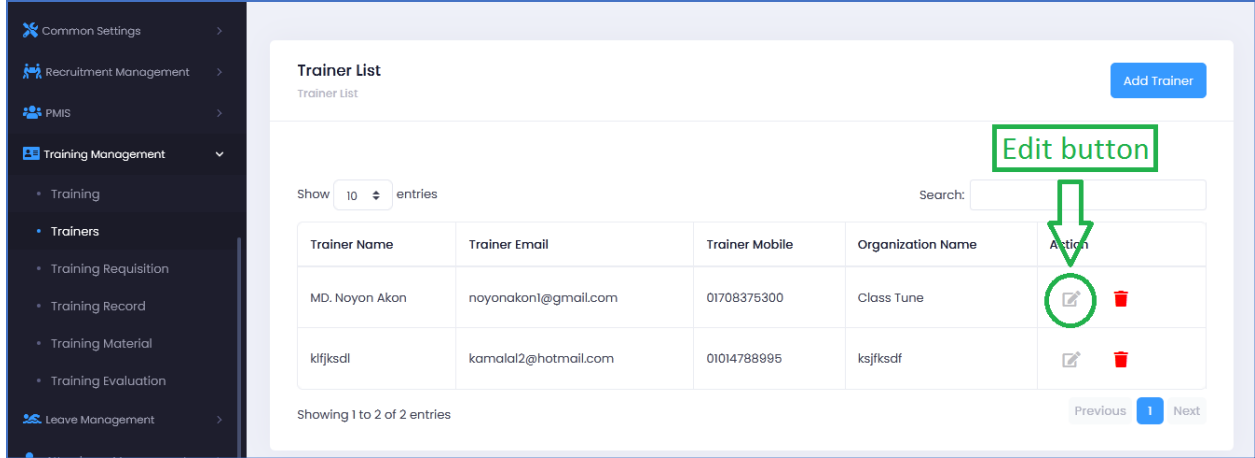 Common Settings
Recruitment Management
PMIS
Training Management
Training
Trainers
Training Requisition
Training Record
Training Material
Training Evaluation
Leave Management
Trainer List
Trainer List
Add Trainer
Edit button
Show 10 entries
Search:
Trainer Name Trainer Email Trainer Mobile Organization Name Action
MD. Noyon Akon noyonakon1@gmail.com 01708375300 Class Tune
klfjksdl kamalal2@hotmail.com 01014788995 ksjfksdf
Showing 1 to 2 of 2 entries
Previous 1 Next